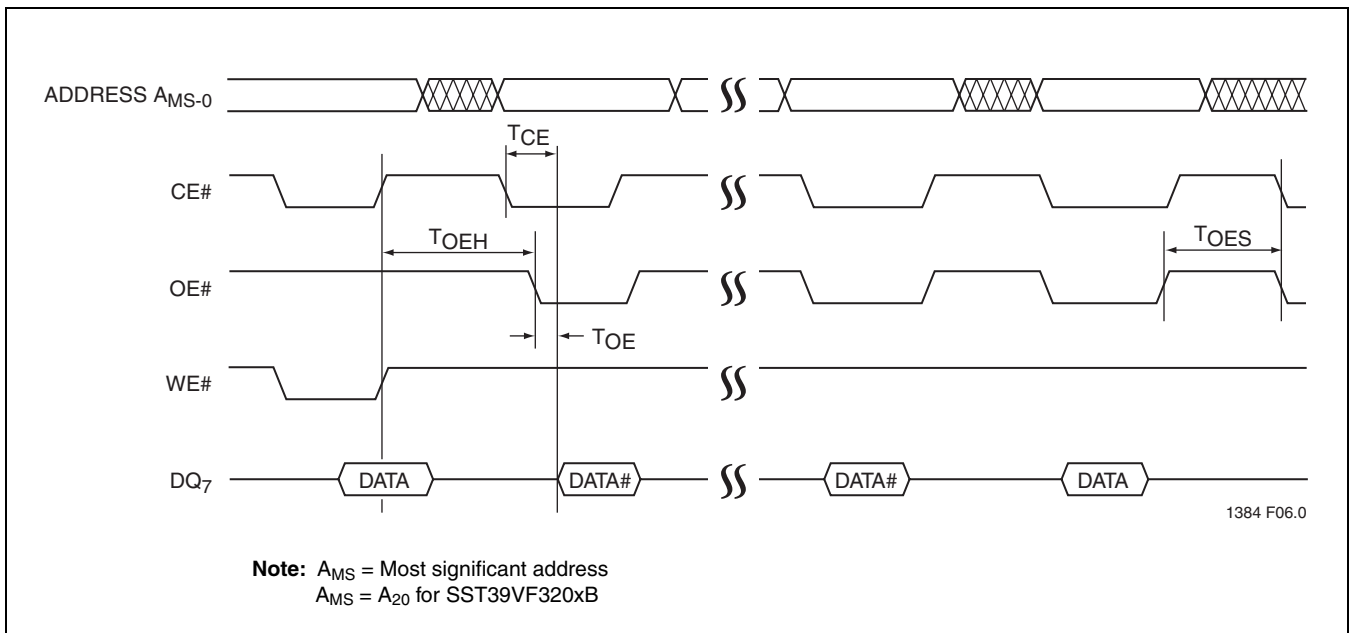 ADDRESS AMS-0
TCE
CE#
TOEH
TOES
OE#
TOE
WE#
DQ7
DATA
DATA#
DATA#
DATA
1384 F06.0
Note: AMS = Most significant address
AMS = A20 for SST39VF320xB